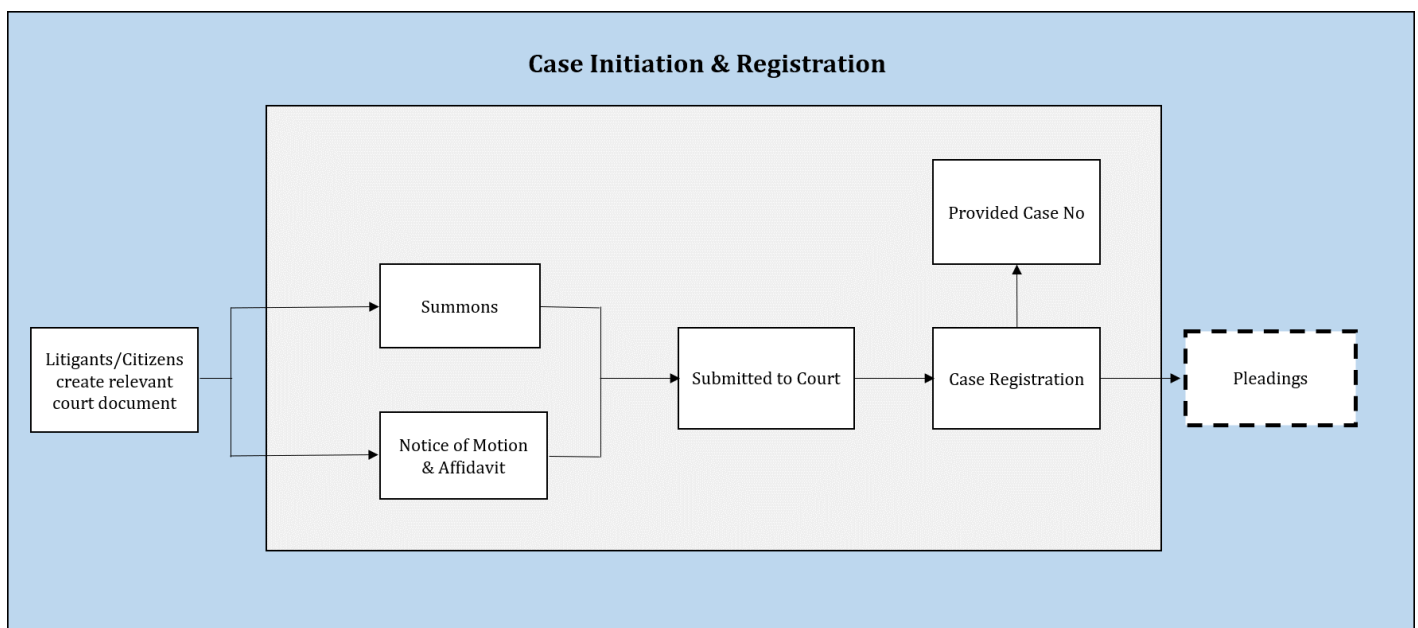 Case Initiation & Registration
Litigants/Citizens
create relevant
court document
Summons
Notice of Motion
& Affidavit
Submitted to Court
Provided Case No
Case Registration
Pleadings